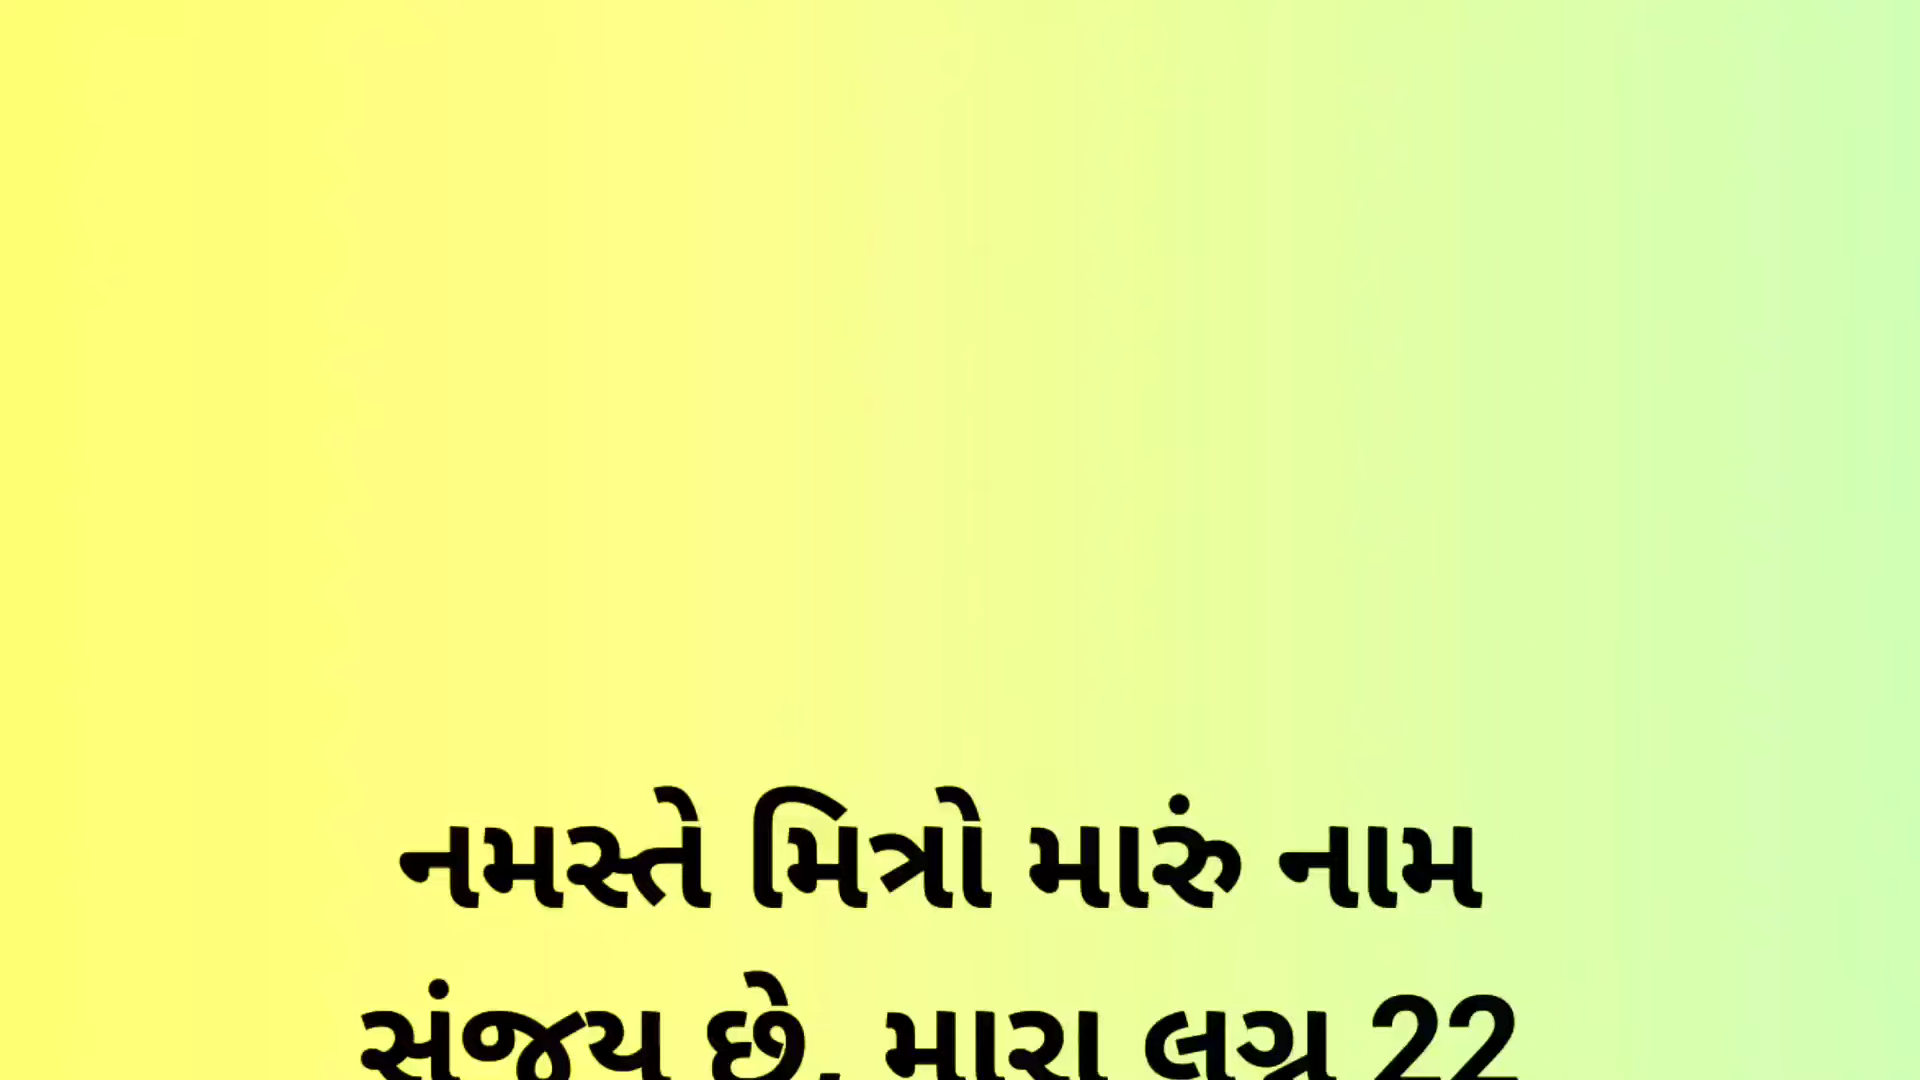 નમસ્તે મિત્રો મારું નામ
સંજય છે, મારા લગ્ન 22